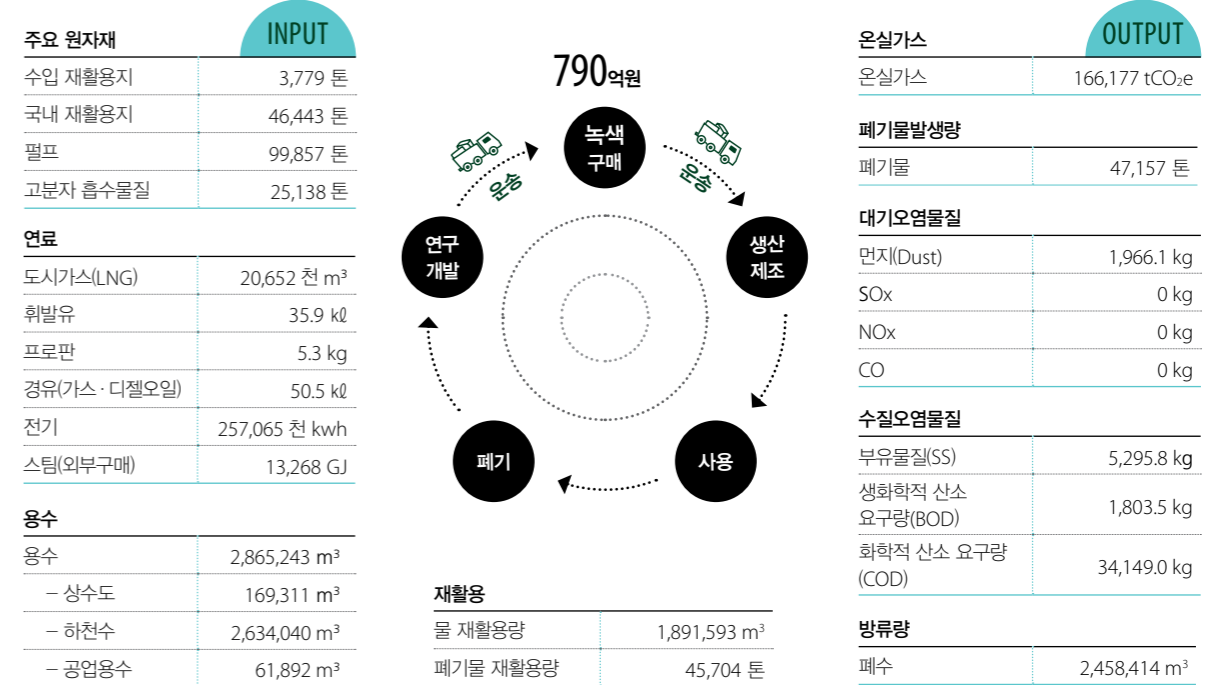 INPUT
주요 원자재
수입 재활용지 3,779 톤
국내 재활용지 46,443 톤
펄프 99,857 톤
고분자 흡수물질 25,138 톤
연료
도시가스(LNG) 20,652 천 m³
휘발유 35.9 ㎘
프로판 5.3 kg
경유(가스 · 디젤오일) 50.5 ㎘
전기 257,065 천 kwh
스팀(외부구매) 13,268 GJ
용수
용수 2,865,243 m³
– 상수도 169,311 m³
– 하천수 2,634,040 m³
– 공업용수 61,892 m³
790억원
녹색
구매
운송
운송
연구
개발
생산
제조
폐기
사용
재활용
물 재활용량 1,891,593 m³
폐기물 재활용량 45,704 톤
OUTPUT
온실가스
온실가스 166,177 tCO₂e
폐기물발생량
폐기물 47,157 톤
대기오염물질
먼지(Dust) 1,966.1 kg
SOx 0 kg
NOx 0 kg
CO 0 kg
수질오염물질
부유물질(SS) 5,295.8 kg
생화학적 산소
요구량(BOD) 1,803.5 kg
화학적 산소 요구량
(COD) 34,149.0 kg
방류량
폐수 2,458,414 m³